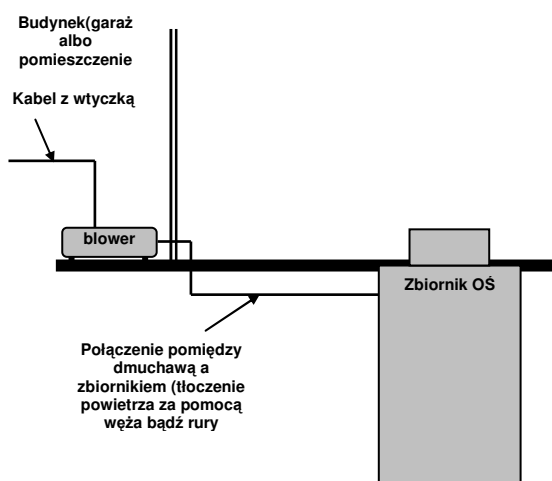 Budynek(garaż
albo
pomieszczenie
Kabel z wtyczką
blower
Zbiornik OŚ
Połączenie pomiędzy
dmuchawą a
zbiornikiem (tłoczenie
powietrza za pomocą
węża bądź rury